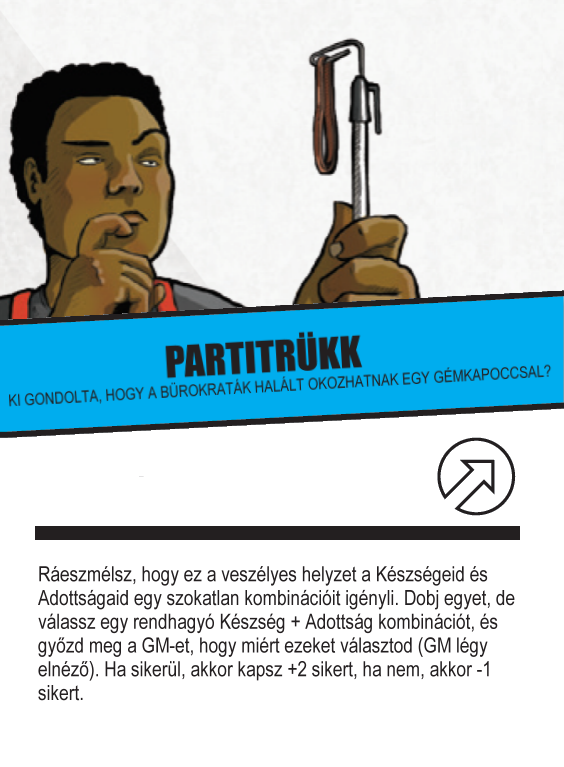 PARTITRÜKK
KI GONDOLTA, HOGY A BÜROKRATÁK HALÁLT OKOZHATNAK EGY GÉMKAPOCCSAL?
Ráeszmélsz, hogy ez a veszélyes helyzet a Készségeid és
Adottságaid egy szokatlan kombinációit igényli. Dobj egyet, de
válassz egy rendhagyó Készség + Adottság kombinációt, és
győzd meg a GM-et, hogy miért ezeket választod (GM légy
elnéző). Ha sikerül, akkor kapsz +2 sikert, ha nem, akkor -1
sikert.